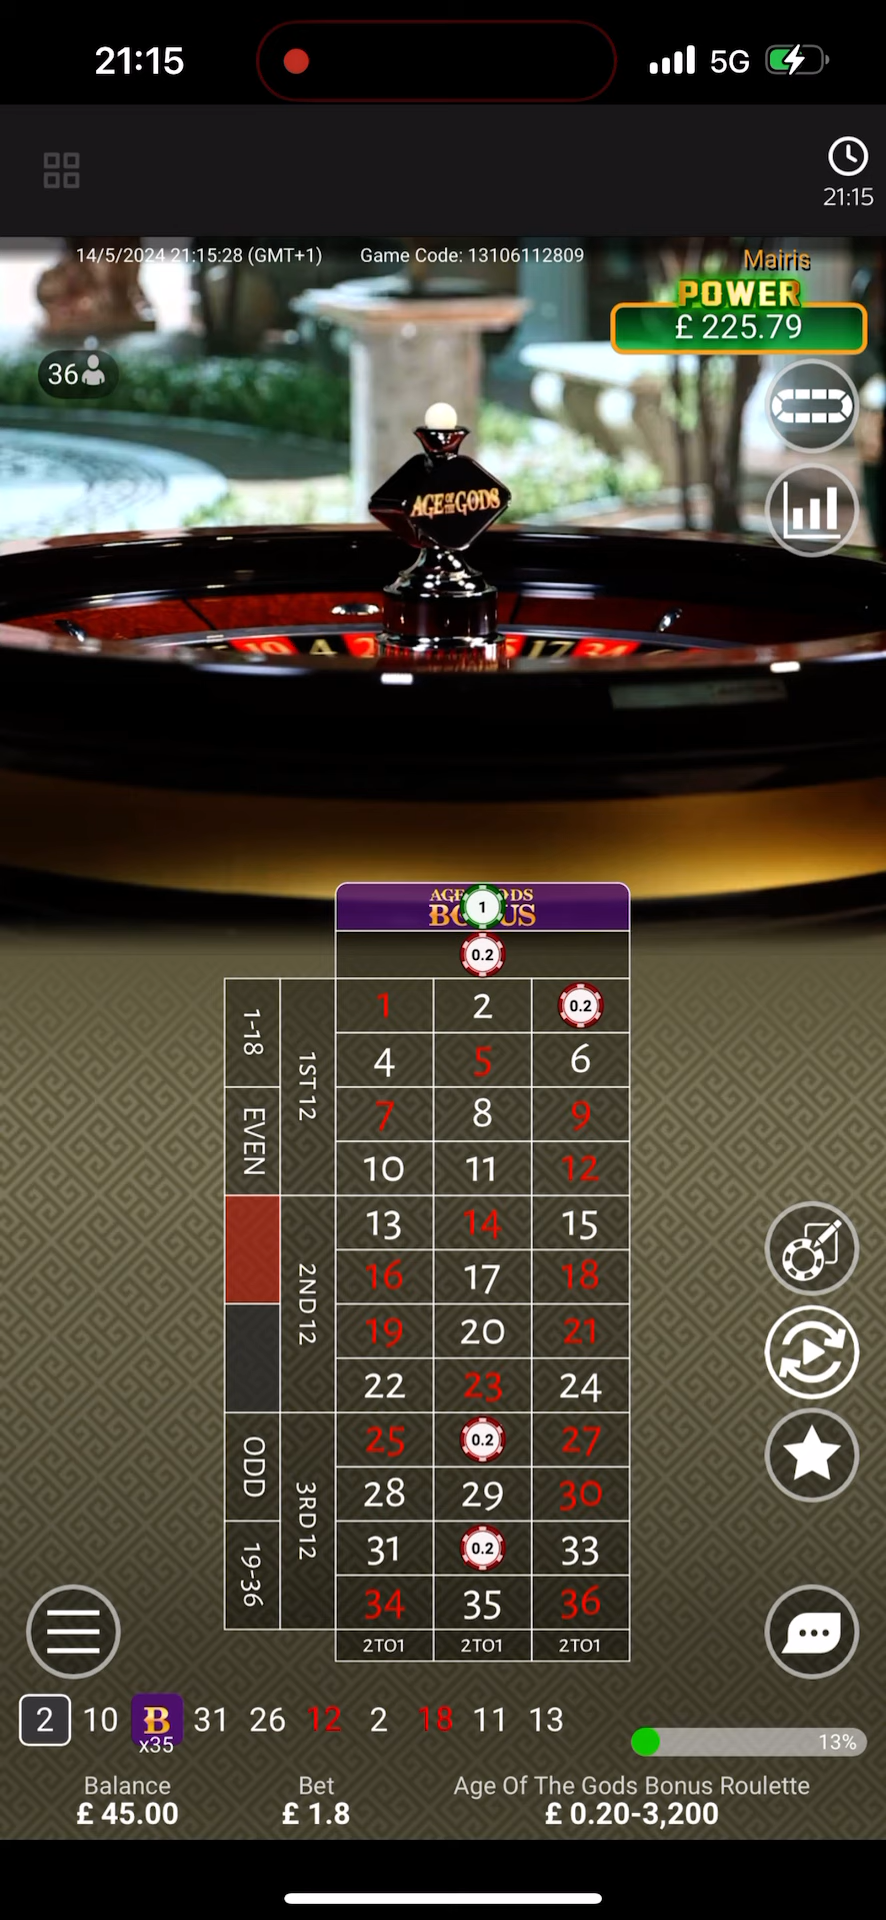 21:15
5G
21:15
14/5/2024 21:15:28 (GMT+1)
Game Code: 13106112809
Mairis
POWER
£ 225.79
36
AGE OF THE GODS
4
17
1
0.2
1 2 0.2
4 5 6
7 8 9
10 11 12
13 14 15
16 17 18
19 20 21
22 23 24
25 0.2 27
28 29 30
31 0.2 33
34 35 36
2TO1 2TO1 2TO1
1ST 12
2ND 12
3RD 12
1-18
EVEN
ODD
19-36
2 10 B 31 26 12 2 18 11 13
x35
13%
Balance
£ 45.00
Bet
£ 1.8
Age Of The Gods Bonus Roulette
£ 0.20-3,200